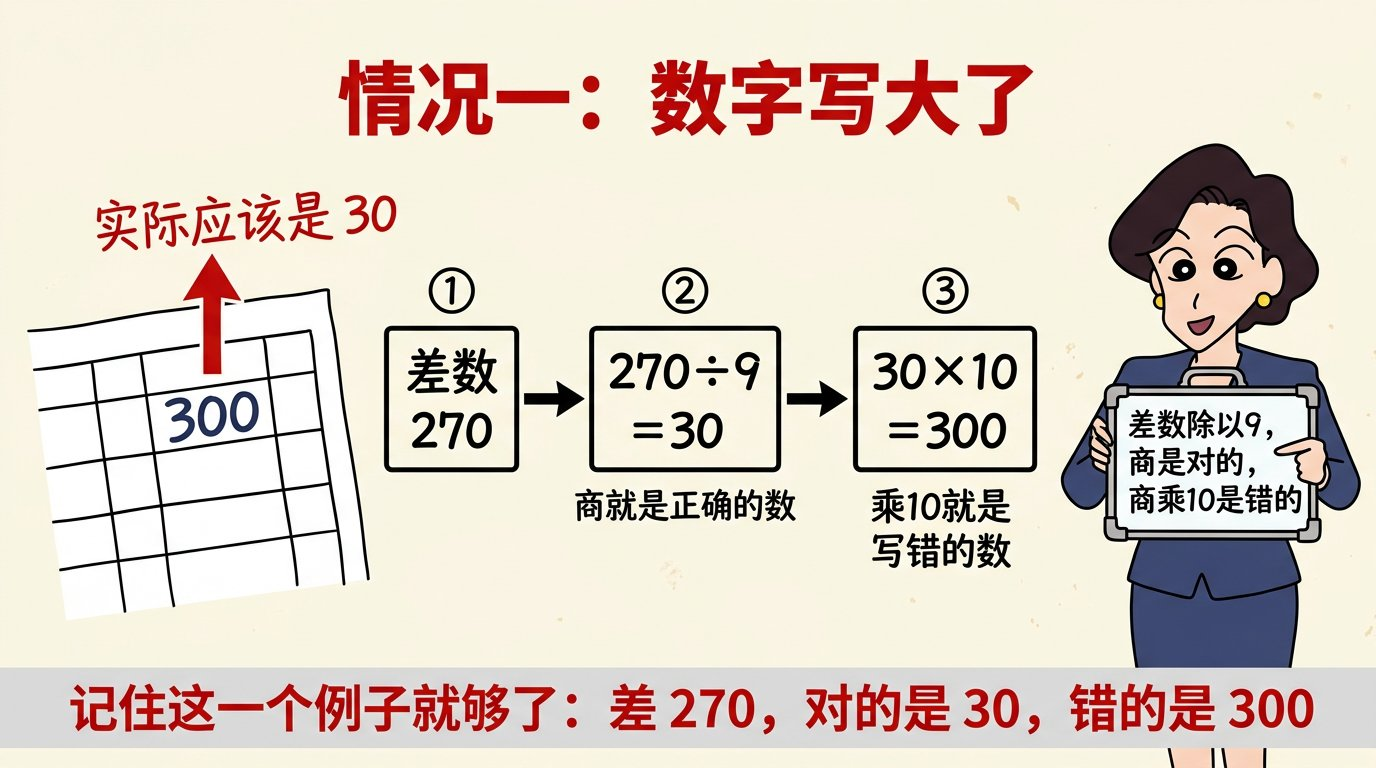 情况一：数字写大了
实际应该是 30
300
①
差数
270
②
270÷9
=30
商就是正确的数
③
30×10
=300
乘10就是
写错的数
差数除以9，
商是对的，
商乘10是错的
记住这一个例子就够了：差 270，对的是 30，错的是 300